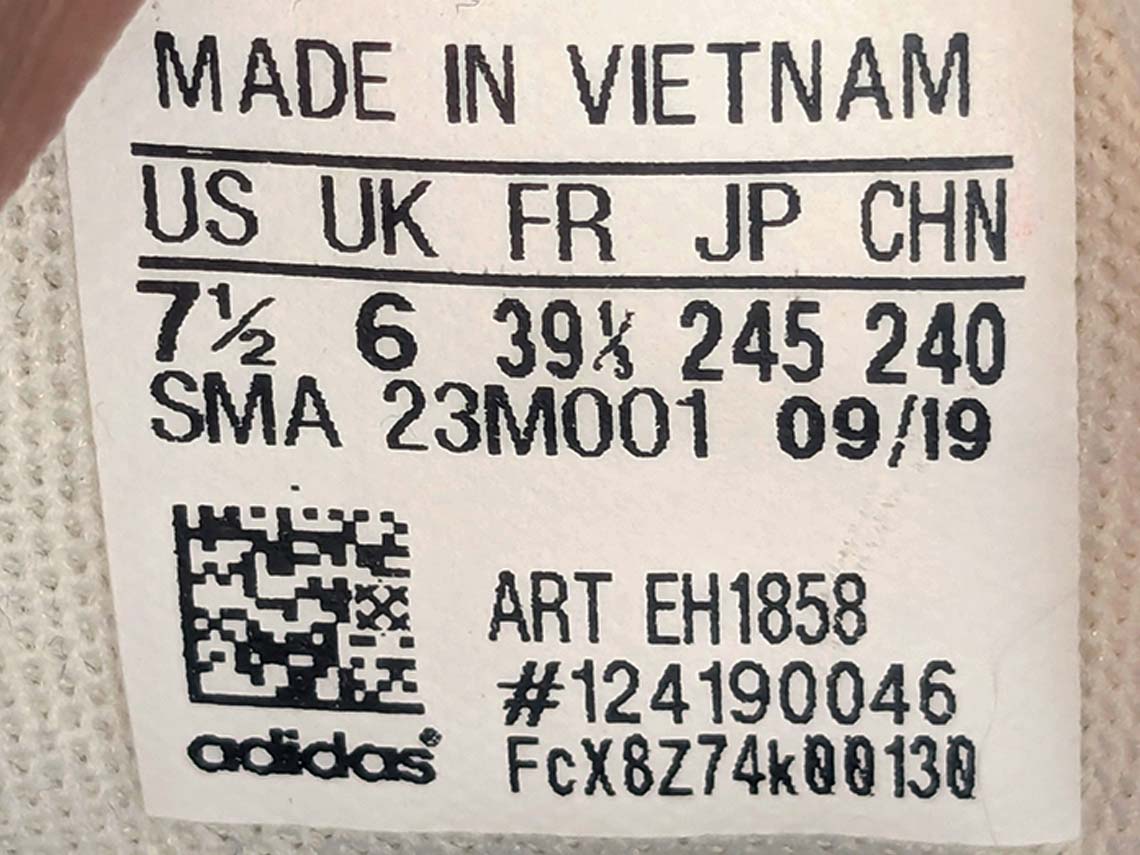 MADE IN VIETNAM
US UK FR JP CHN
7½ 6 39⅓ 245 240
SMA 23M001 09/19
ART EH1858
#124190046
adidas® FcX8Z74k00130